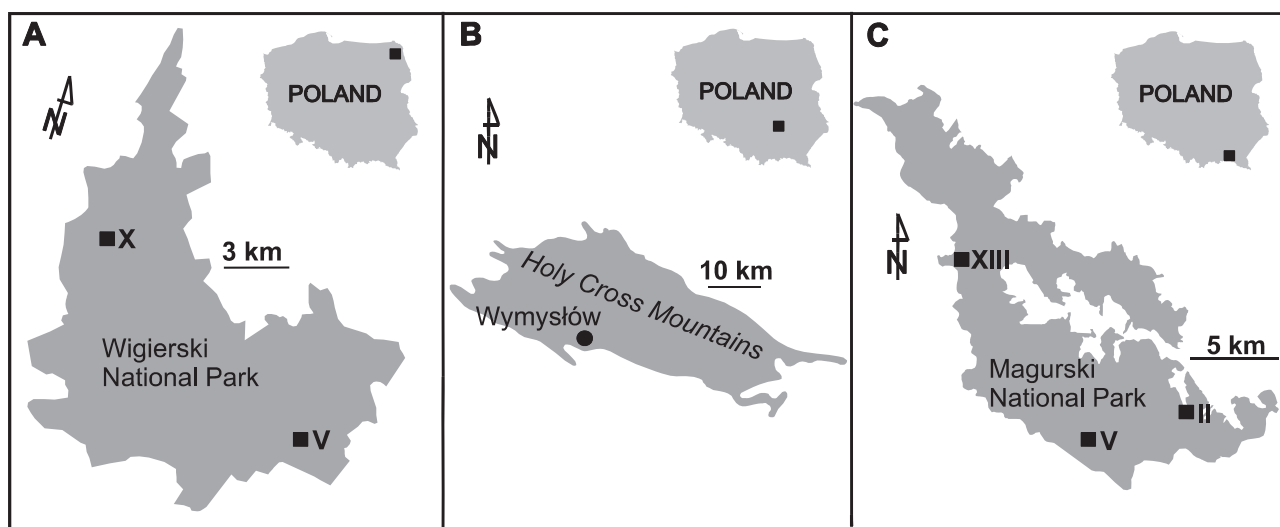 A
POLAND
N
X
3 km
Wigierski
National Park
V
B
POLAND
N
10 km
Holy Cross Mountains
Wymysłów
C
POLAND
N
XIII
5 km
Magurski
National Park
II
V